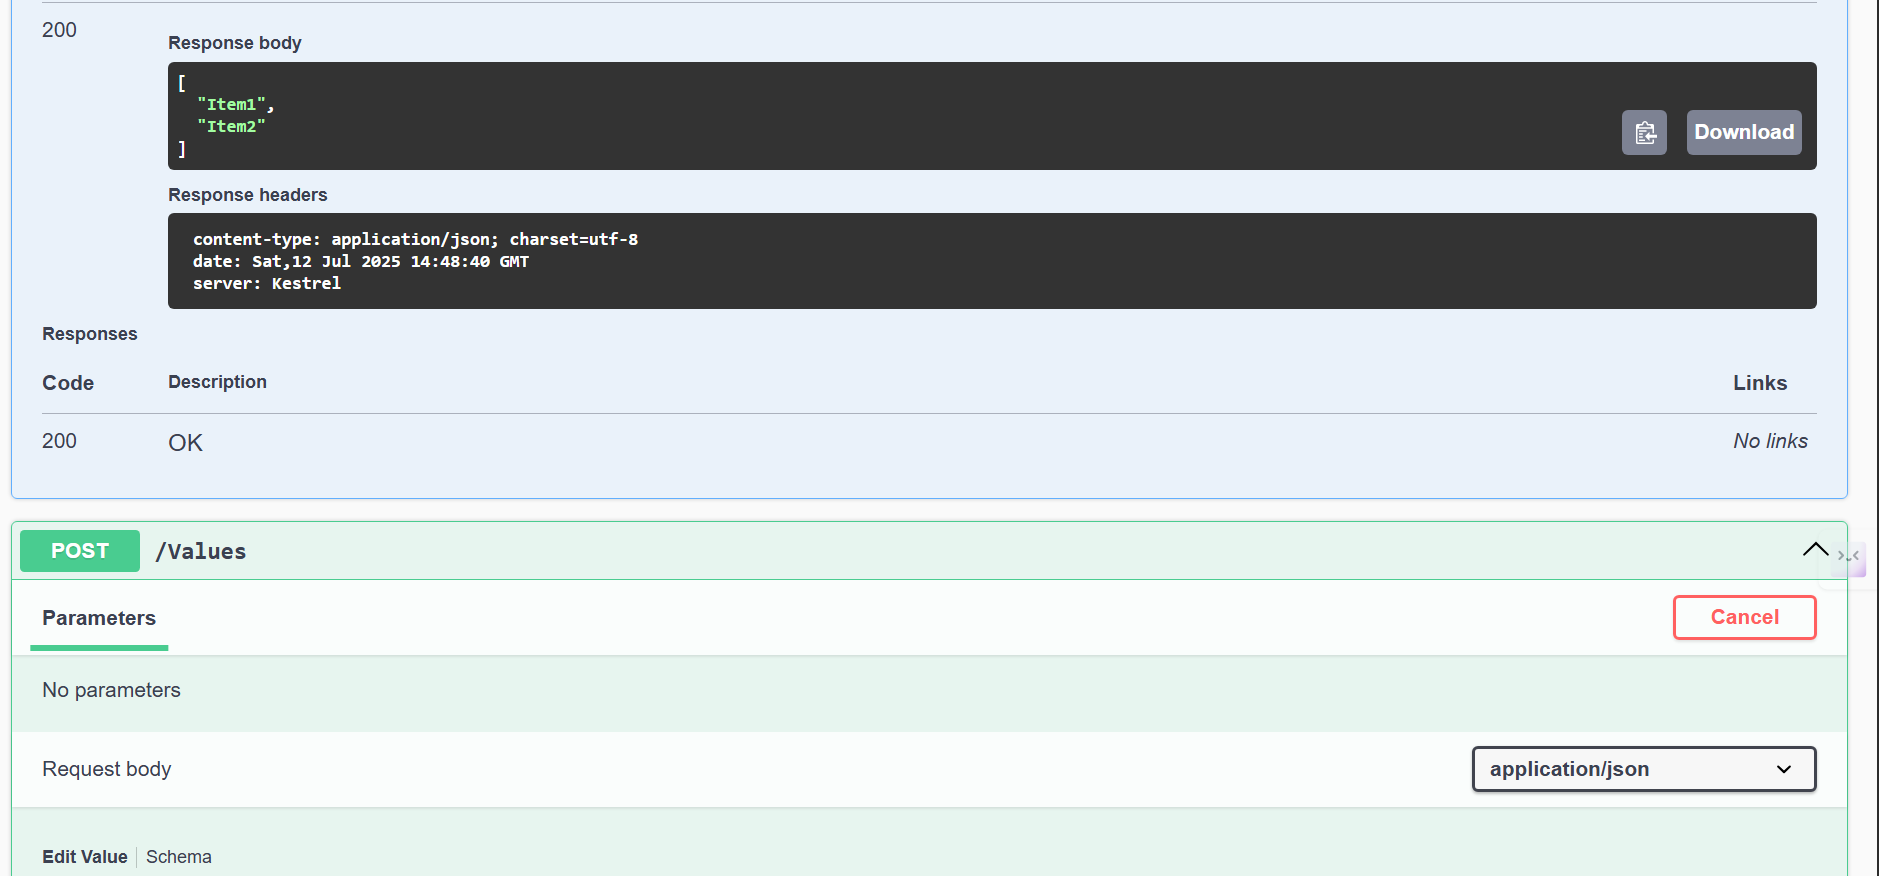 200
Response body
[
"Item1",
"Item2"
]
Download
Response headers
content-type: application/json; charset=utf-8
date: Sat,12 Jul 2025 14:48:40 GMT
server: Kestrel
Responses
Code Description Links
200 OK No links
POST /Values
Parameters Cancel
No parameters
Request body application/json
Edit Value Schema